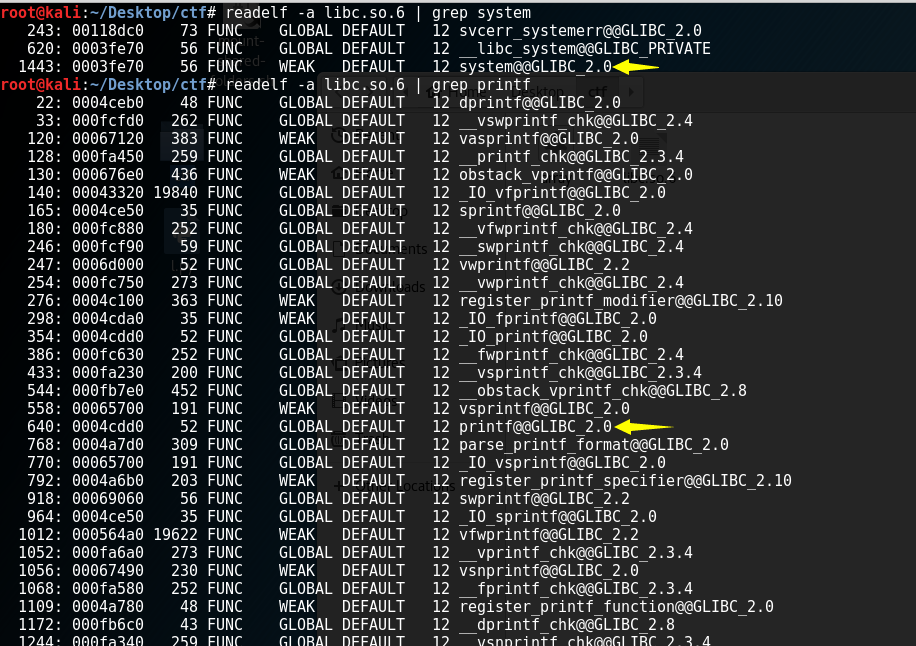 root@kali:~/Desktop/ctf# readelf -a libc.so.6 | grep system
243: 00118dc0 73 FUNC GLOBAL DEFAULT 12 svcerr_systemerr@@GLIBC_2.0
620: 0003fe70 56 FUNC GLOBAL DEFAULT 12 __libc_system@@GLIBC_PRIVATE
1443: 0003fe70 56 FUNC WEAK DEFAULT 12 system@@GLIBC_2.0
root@kali:~/Desktop/ctf# readelf -a libc.so.6 | grep printf
22: 0004ceb0 48 FUNC GLOBAL DEFAULT 12 dprintf@@GLIBC_2.0
33: 000fcfd0 262 FUNC GLOBAL DEFAULT 12 __vswprintf_chk@@GLIBC_2.4
120: 00067120 383 FUNC WEAK DEFAULT 12 vasprintf@@GLIBC_2.0
128: 000fa450 259 FUNC GLOBAL DEFAULT 12 __printf_chk@@GLIBC_2.3.4
130: 000676e0 436 FUNC WEAK DEFAULT 12 obstack_vprintf@@GLIBC_2.0
140: 00043320 19840 FUNC GLOBAL DEFAULT 12 _IO_vfprintf@@GLIBC_2.0
165: 0004ce50 35 FUNC GLOBAL DEFAULT 12 sprintf@@GLIBC_2.0
180: 000fc880 252 FUNC GLOBAL DEFAULT 12 __vfwprintf_chk@@GLIBC_2.4
246: 000fcf90 59 FUNC GLOBAL DEFAULT 12 __swprintf_chk@@GLIBC_2.4
247: 0006d000 52 FUNC GLOBAL DEFAULT 12 vwprintf@@GLIBC_2.2
254: 000fc750 273 FUNC GLOBAL DEFAULT 12 __vwprintf_chk@@GLIBC_2.4
276: 0004c100 363 FUNC WEAK DEFAULT 12 register_printf_modifier@@GLIBC_2.10
298: 0004cda0 35 FUNC WEAK DEFAULT 12 _IO_fprintf@@GLIBC_2.0
354: 0004cdd0 52 FUNC GLOBAL DEFAULT 12 _IO_printf@@GLIBC_2.0
386: 000fc630 252 FUNC GLOBAL DEFAULT 12 __fwprintf_chk@@GLIBC_2.4
433: 000fa230 200 FUNC GLOBAL DEFAULT 12 __vsprintf_chk@@GLIBC_2.3.4
544: 000fb7e0 452 FUNC GLOBAL DEFAULT 12 __obstack_vprintf_chk@@GLIBC_2.8
558: 00065700 191 FUNC WEAK DEFAULT 12 vsprintf@@GLIBC_2.0
640: 0004cdd0 52 FUNC GLOBAL DEFAULT 12 printf@@GLIBC_2.0
768: 0004a7d0 309 FUNC GLOBAL DEFAULT 12 parse_printf_format@@GLIBC_2.0
770: 00065700 191 FUNC GLOBAL DEFAULT 12 _IO_vsprintf@@GLIBC_2.0
792: 0004a6b0 203 FUNC WEAK DEFAULT 12 register_printf_specifier@@GLIBC_2.10
918: 00069060 56 FUNC GLOBAL DEFAULT 12 swprintf@@GLIBC_2.2
964: 0004ce50 35 FUNC GLOBAL DEFAULT 12 _IO_sprintf@@GLIBC_2.0
1012: 000564a0 19622 FUNC WEAK DEFAULT 12 vfwprintf@@GLIBC_2.2
1052: 000fa6a0 273 FUNC GLOBAL DEFAULT 12 __vprintf_chk@@GLIBC_2.3.4
1056: 00067490 230 FUNC WEAK DEFAULT 12 vsnprintf@@GLIBC_2.0
1068: 000fa580 252 FUNC GLOBAL DEFAULT 12 __fprintf_chk@@GLIBC_2.3.4
1109: 0004a780 48 FUNC WEAK DEFAULT 12 register_printf_function@@GLIBC_2.0
1172: 000fb6c0 43 FUNC GLOBAL DEFAULT 12 __dprintf_chk@@GLIBC_2.8
1244: 000fa340 259 FUNC GLOBAL DEFAULT 12 __vsnprintf_chk@@GLIBC_2.3.4